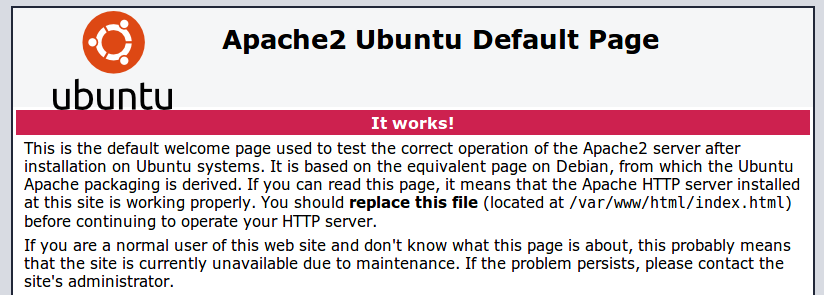 Apache2 Ubuntu Default Page
ubuntu
It works!
This is the default welcome page used to test the correct operation of the Apache2 server after
installation on Ubuntu systems. It is based on the equivalent page on Debian, from which the Ubuntu
Apache packaging is derived. If you can read this page, it means that the Apache HTTP server installed
at this site is working properly. You should replace this file (located at /var/www/html/index.html)
before continuing to operate your HTTP server.
If you are a normal user of this web site and don't know what this page is about, this probably means
that the site is currently unavailable due to maintenance. If the problem persists, please contact the
site's administrator.